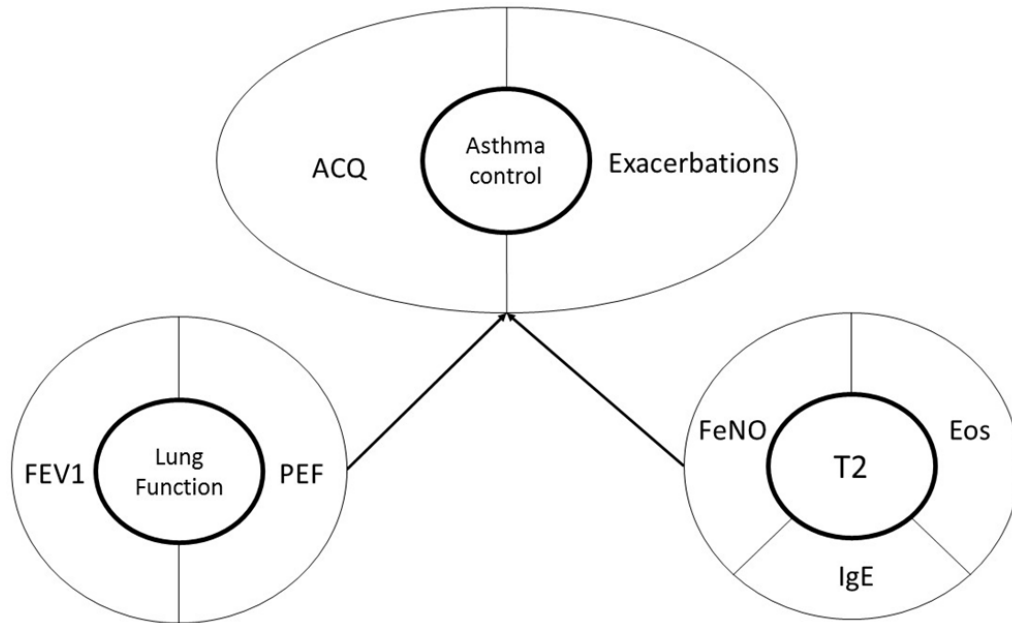 ACQ
Asthma
control
Exacerbations
FEV1
Lung
Function
PEF
FeNO
T2
Eos
IgE